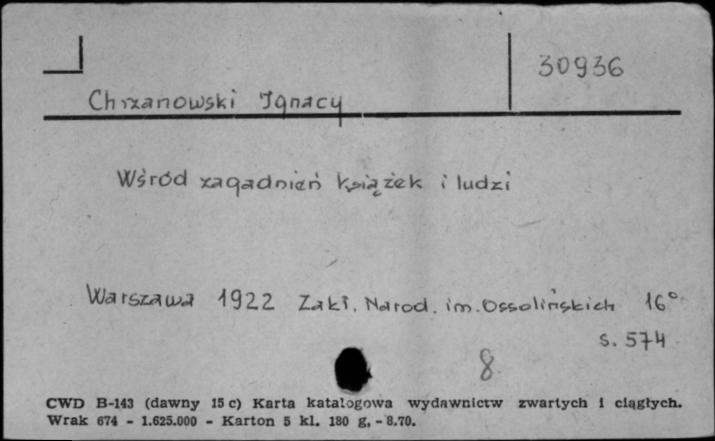 30936
Chrzanowski Ignacy
Wśród zagadnień książek i ludzi
Warszawa 1922 Zakł. Narod. im. Ossolińskich 16°
s. 574
8
CWD B-143 (dawny 15 c) Karta katalogowa wydawnictw zwartych i ciągłych.
Wrak 674 - 1.625.000 - Karton 5 kl. 180 g, - 8.70.